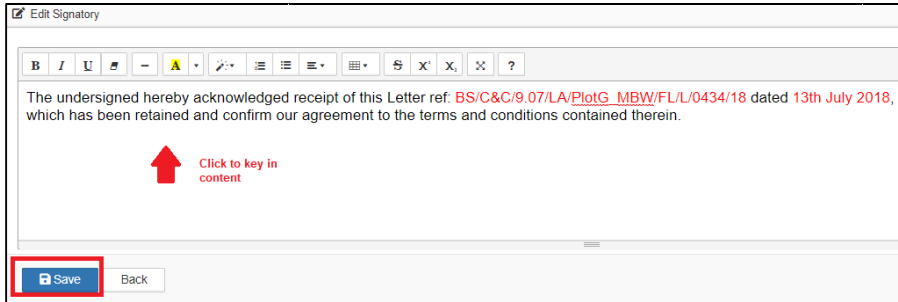 Edit Signatory
B I U A S X² X₂ ?
The undersigned hereby acknowledged receipt of this Letter ref: BS/C&C/9.07/LA/PlotG_MBW/FL/L/0434/18 dated 13th July 2018,
which has been retained and confirm our agreement to the terms and conditions contained therein.
Click to key in
content
Save Back